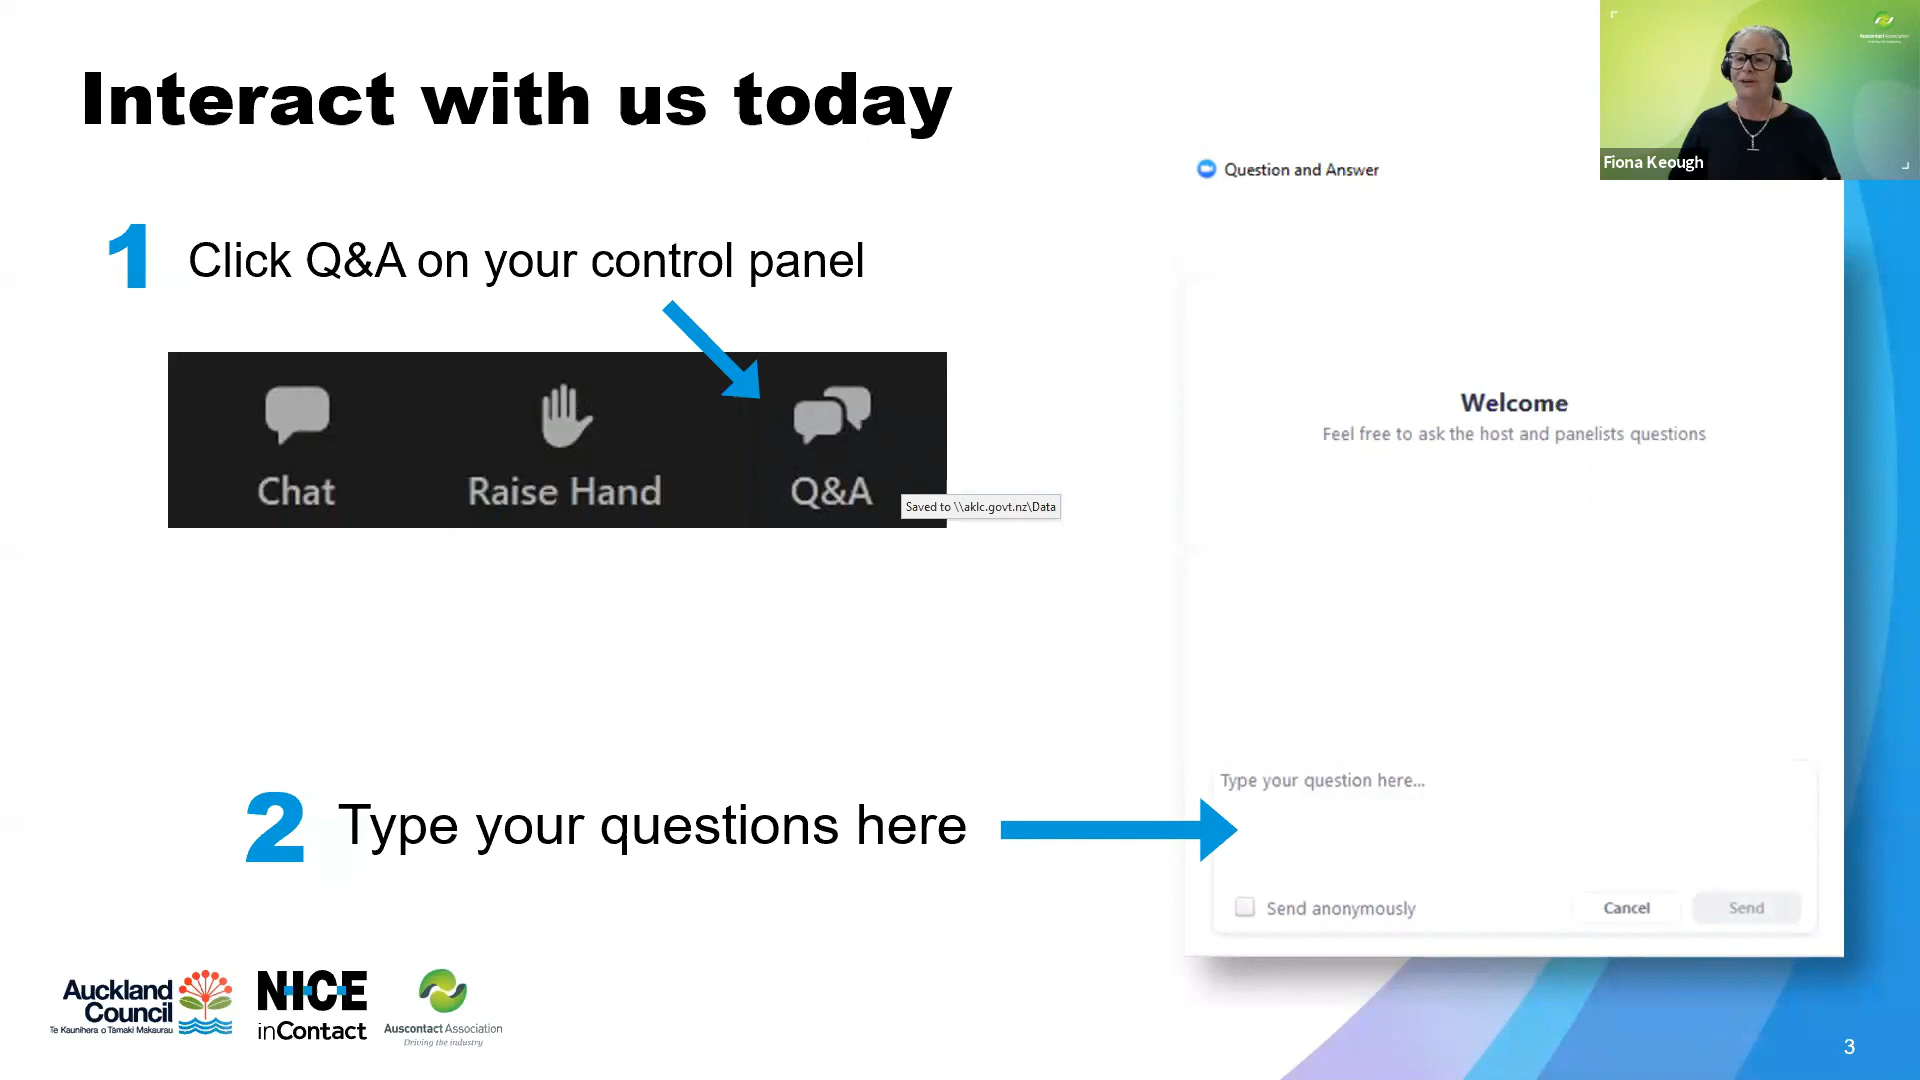 Interact with us today
Auscontact Association
Fiona Keough
Question and Answer
1 Click Q&A on your control panel
Chat
Raise Hand
Q&A
Saved to \\aklc.govt.nz\Data
Welcome
Feel free to ask the host and panelists questions
2 Type your questions here
Type your question here...
Send anonymously
Cancel
Send
Auckland
Council
Te Kaunihera o Tāmaki Makaurau
NICE
inContact
Auscontact Association
Driving the industry
3